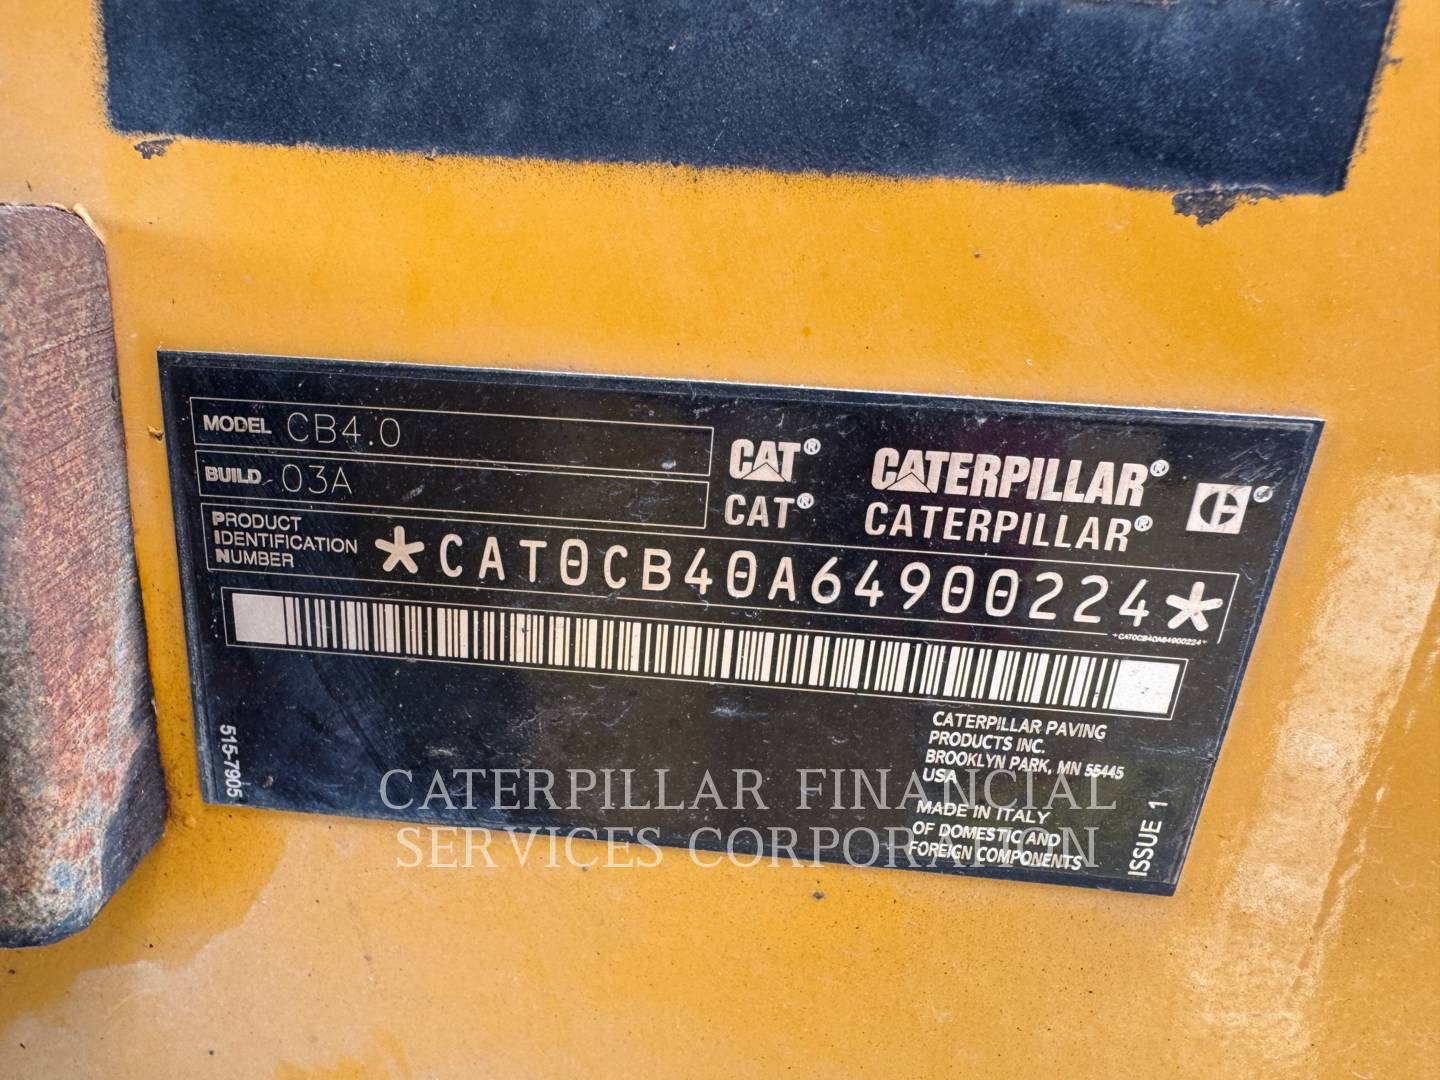 MODEL CB4.0
BUILD 03A
PRODUCT
IDENTIFICATION
NUMBER
*CAT0CB40A64900224*
CAT® CATERPILLAR®
CAT® CATERPILLAR®
*CAT0CB40A64900224*
515-7905
CATERPILLAR PAVING
PRODUCTS INC.
BROOKLYN PARK, MN 55445
USA
MADE IN ITALY
OF DOMESTIC AND
FOREIGN COMPONENTS
ISSUE 1
CATERPILLAR FINANCIAL
SERVICES CORPORATION